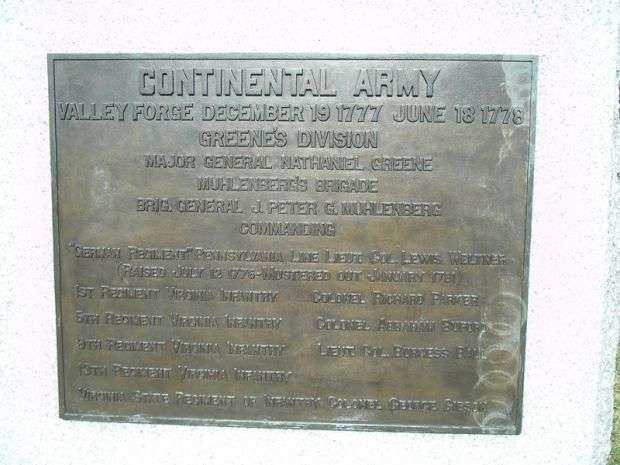 CONTINENTAL ARMY
VALLEY FORGE DECEMBER 19 1777 JUNE 18 1778
GREENE'S DIVISION
MAJOR GENERAL NATHANIEL GREENE
MUHLENBERG'S BRIGADE
BRIG. GENERAL J. PETER G. MUHLENBERG
COMMANDING
"GERMAN REGIMENT" PENNSYLVANIA LINE LIEUT. COL. LEWIS WELTNER
(RAISED JULY 12 1776-MUSTERED OUT JANUARY 1781)
1ST REGIMENT VIRGINIA INFANTRY COLONEL RICHARD PARKER
5TH REGIMENT VIRGINIA INFANTRY COLONEL ABRAHAM BUFORD
9TH REGIMENT VIRGINIA INFANTRY LIEUT. COL. BURGESS BALL
13TH REGIMENT VIRGINIA INFANTRY
VIRGINIA STATE REGIMENT OF INFANTRY COLONEL GEORGE GIBSON